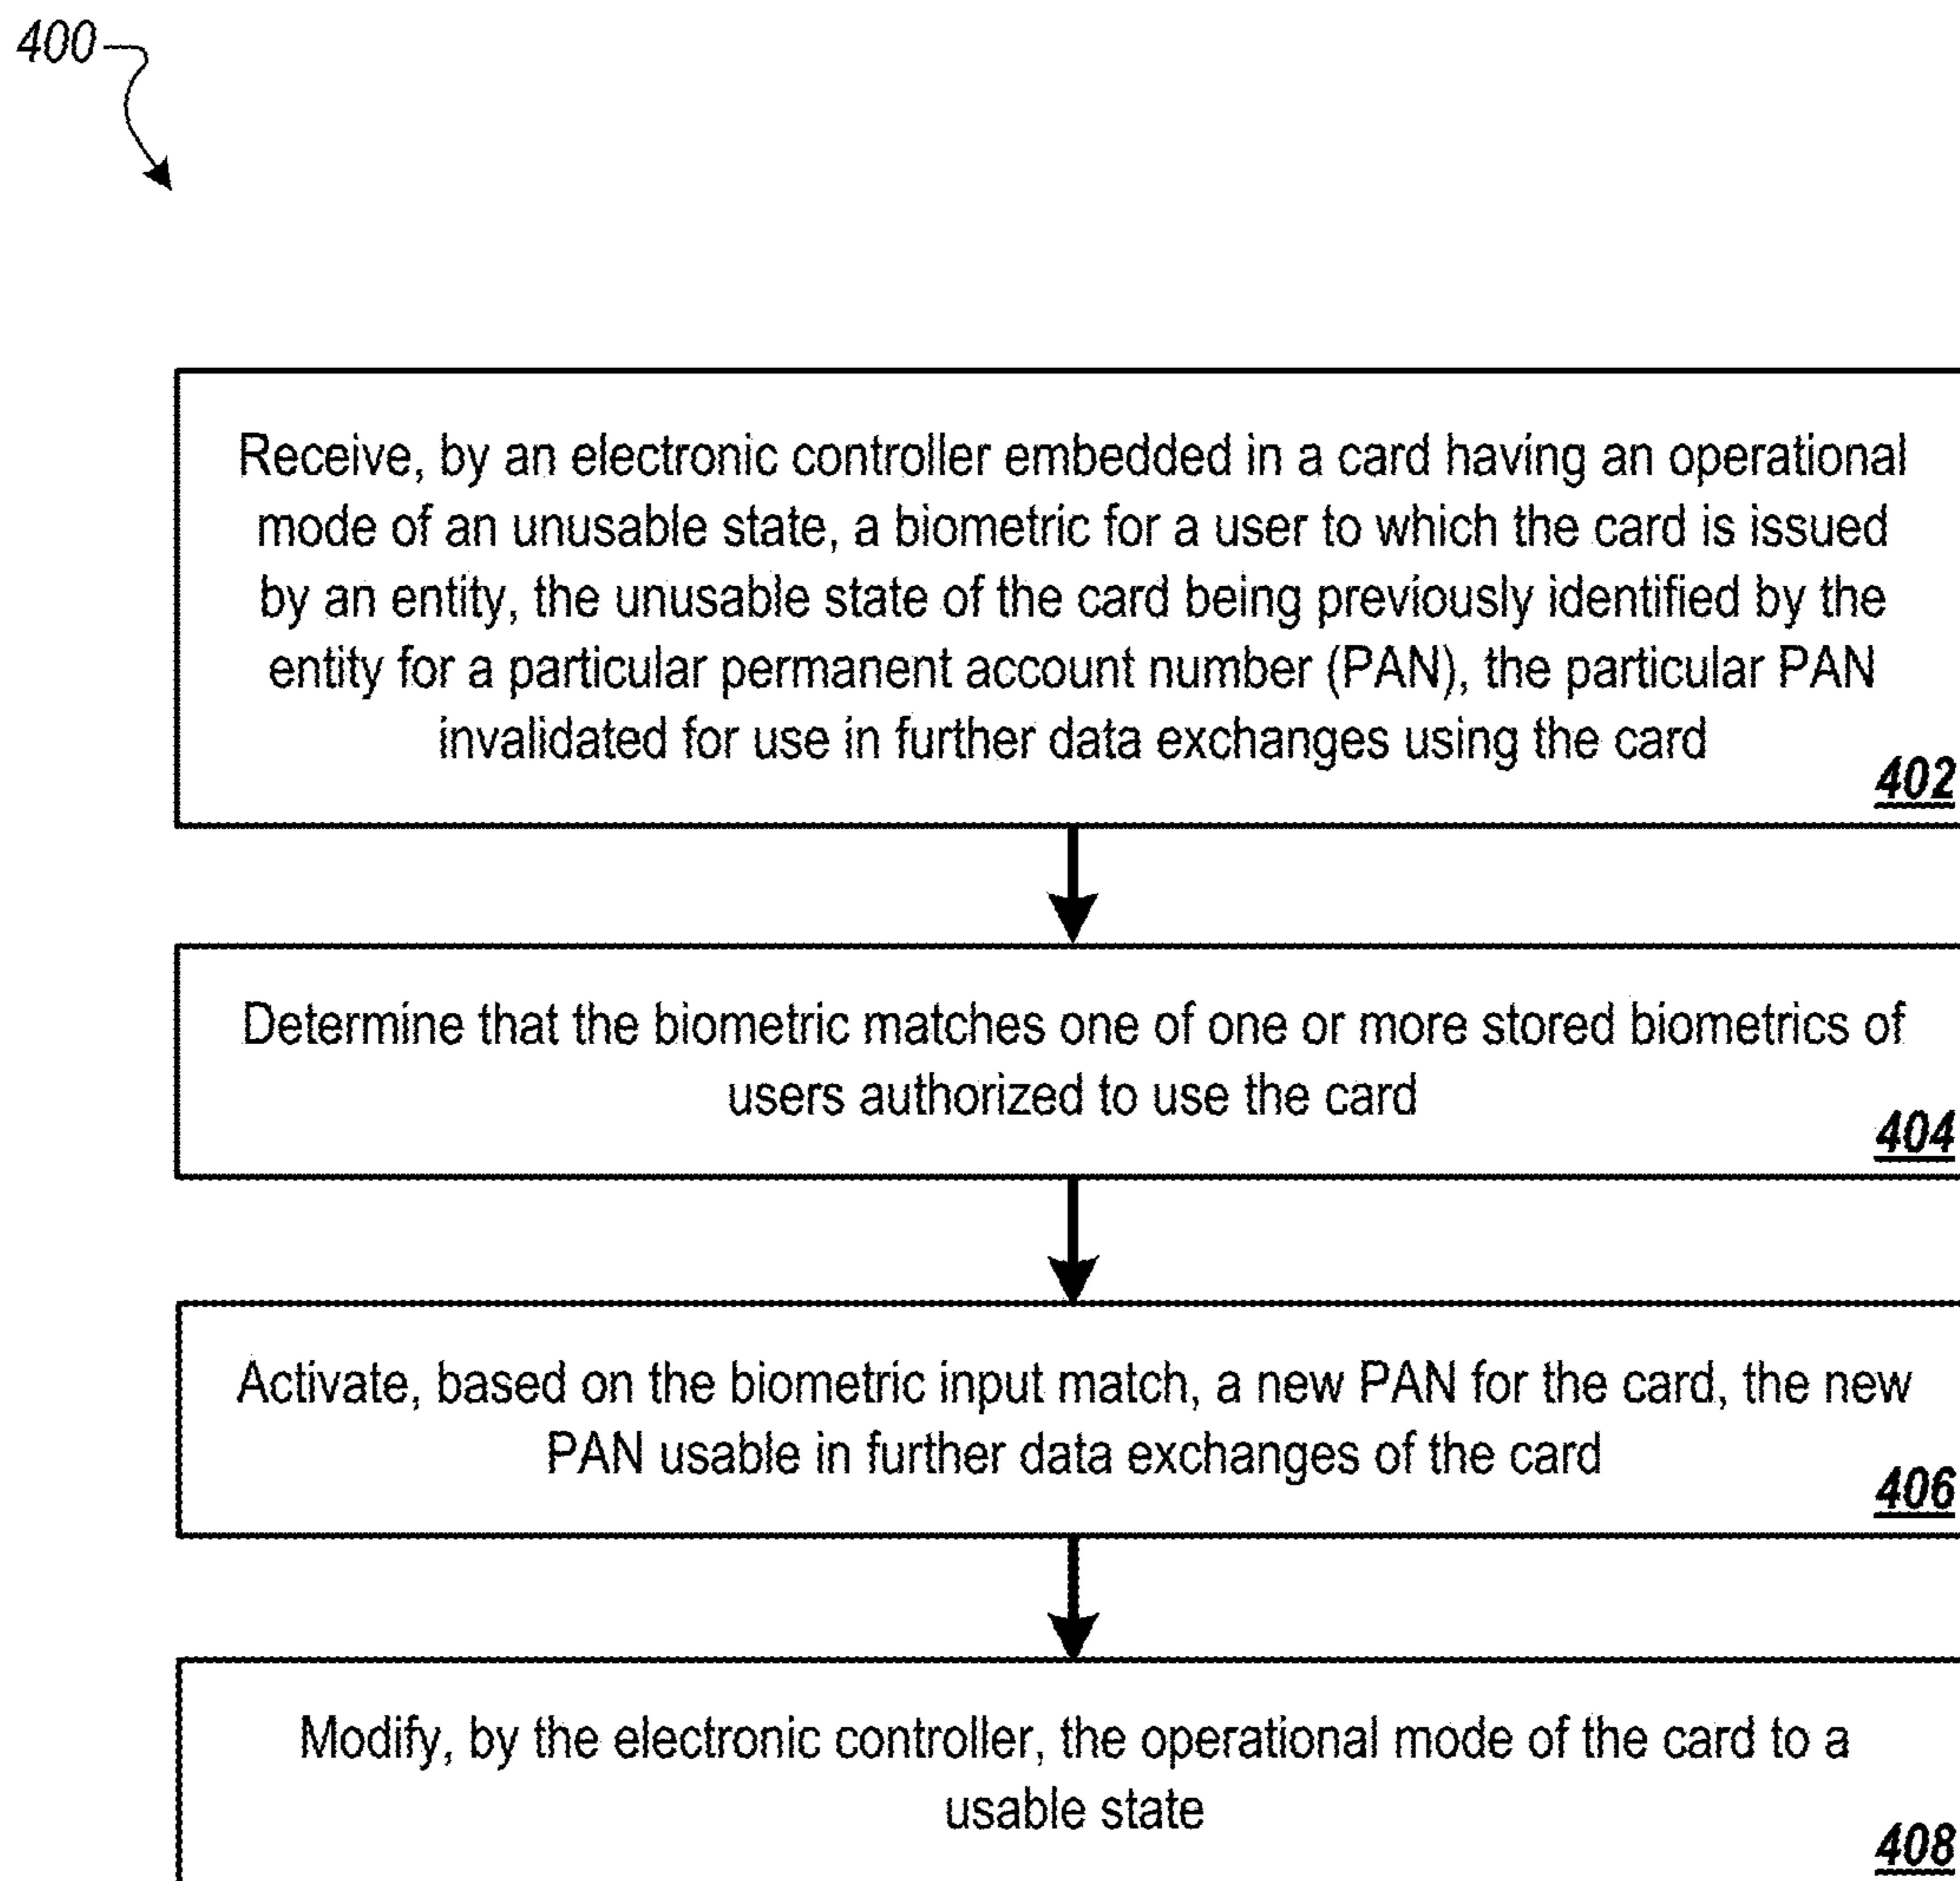 400
Receive, by an electronic controller embedded in a card having an operational
mode of an unusable state, a biometric for a user to which the card is issued
by an entity, the unusable state of the card being previously identified by the
entity for a particular permanent account number (PAN), the particular PAN
invalidated for use in further data exchanges using the card
402
Determine that the biometric matches one of one or more stored biometrics of
users authorized to use the card
404
Activate, based on the biometric input match, a new PAN for the card, the new
PAN usable in further data exchanges of the card
406
Modify, by the electronic controller, the operational mode of the card to a
usable state
408